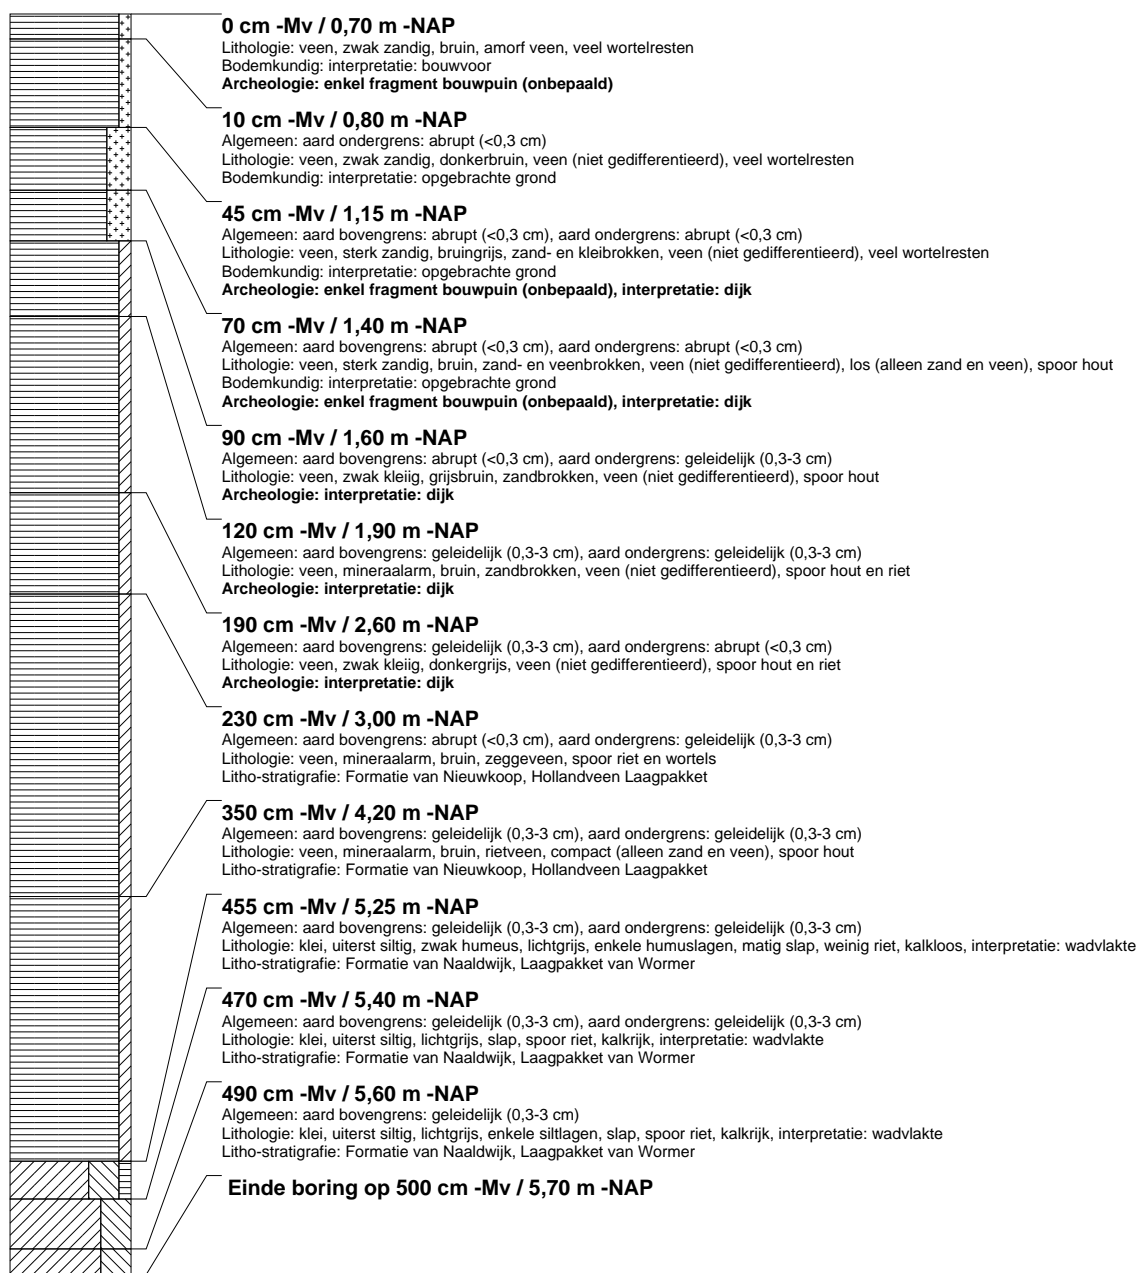 0 cm -Mv / 0,70 m -NAP
Lithologie: veen, zwak zandig, bruin, amorf veen, veel wortelresten
Bodemkundig: interpretatie: bouwvoor
Archeologie: enkel fragment bouwpuin (onbepaald)
10 cm -Mv / 0,80 m -NAP
Algemeen: aard ondergrens: abrupt (<0,3 cm)
Lithologie: veen, zwak zandig, donkerbruin, veen (niet gedifferentieerd), veel wortelresten
Bodemkundig: interpretatie: opgebrachte grond
45 cm -Mv / 1,15 m -NAP
Algemeen: aard bovengrens: abrupt (<0,3 cm), aard ondergrens: abrupt (<0,3 cm)
Lithologie: veen, sterk zandig, bruingrijs, zand- en kleibrokken, veen (niet gedifferentieerd), veel wortelresten
Bodemkundig: interpretatie: opgebrachte grond
Archeologie: enkel fragment bouwpuin (onbepaald), interpretatie: dijk
70 cm -Mv / 1,40 m -NAP
Algemeen: aard bovengrens: abrupt (<0,3 cm), aard ondergrens: abrupt (<0,3 cm)
Lithologie: veen, sterk zandig, bruin, zand- en veenbrokken, veen (niet gedifferentieerd), los (alleen zand en veen), spoor hout
Bodemkundig: interpretatie: opgebrachte grond
Archeologie: enkel fragment bouwpuin (onbepaald), interpretatie: dijk
90 cm -Mv / 1,60 m -NAP
Algemeen: aard bovengrens: abrupt (<0,3 cm), aard ondergrens: geleidelijk (0,3-3 cm)
Lithologie: veen, zwak kleiig, grijsbruin, zandbrokken, veen (niet gedifferentieerd), spoor hout
Archeologie: interpretatie: dijk
120 cm -Mv / 1,90 m -NAP
Algemeen: aard bovengrens: geleidelijk (0,3-3 cm), aard ondergrens: geleidelijk (0,3-3 cm)
Lithologie: veen, mineraalarm, bruin, zandbrokken, veen (niet gedifferentieerd), spoor hout en riet
Archeologie: interpretatie: dijk
190 cm -Mv / 2,60 m -NAP
Algemeen: aard bovengrens: geleidelijk (0,3-3 cm), aard ondergrens: abrupt (<0,3 cm)
Lithologie: veen, zwak kleiig, donkergrijs, veen (niet gedifferentieerd), spoor hout en riet
Archeologie: interpretatie: dijk
230 cm -Mv / 3,00 m -NAP
Algemeen: aard bovengrens: abrupt (<0,3 cm), aard ondergrens: geleidelijk (0,3-3 cm)
Lithologie: veen, mineraalarm, bruin, zeggeveen, spoor riet en wortels
Litho-stratigrafie: Formatie van Nieuwkoop, Hollandveen Laagpakket
350 cm -Mv / 4,20 m -NAP
Algemeen: aard bovengrens: geleidelijk (0,3-3 cm), aard ondergrens: geleidelijk (0,3-3 cm)
Lithologie: veen, mineraalarm, bruin, rietveen, compact (alleen zand en veen), spoor hout
Litho-stratigrafie: Formatie van Nieuwkoop, Hollandveen Laagpakket
455 cm -Mv / 5,25 m -NAP
Algemeen: aard bovengrens: geleidelijk (0,3-3 cm), aard ondergrens: geleidelijk (0,3-3 cm)
Lithologie: klei, uiterst siltig, zwak humeus, lichtgrijs, enkele humuslagen, matig slap, weinig riet, kalkloos, interpretatie: wadvlakte
Litho-stratigrafie: Formatie van Naaldwijk, Laagpakket van Wormer
470 cm -Mv / 5,40 m -NAP
Algemeen: aard bovengrens: geleidelijk (0,3-3 cm), aard ondergrens: geleidelijk (0,3-3 cm)
Lithologie: klei, uiterst siltig, lichtgrijs, slap, spoor riet, kalkrijk, interpretatie: wadvlakte
Litho-stratigrafie: Formatie van Naaldwijk, Laagpakket van Wormer
490 cm -Mv / 5,60 m -NAP
Algemeen: aard bovengrens: geleidelijk (0,3-3 cm)
Lithologie: klei, uiterst siltig, lichtgrijs, enkele siltlagen, slap, spoor riet, kalkrijk, interpretatie: wadvlakte
Litho-stratigrafie: Formatie van Naaldwijk, Laagpakket van Wormer
Einde boring op 500 cm -Mv / 5,70 m -NAP